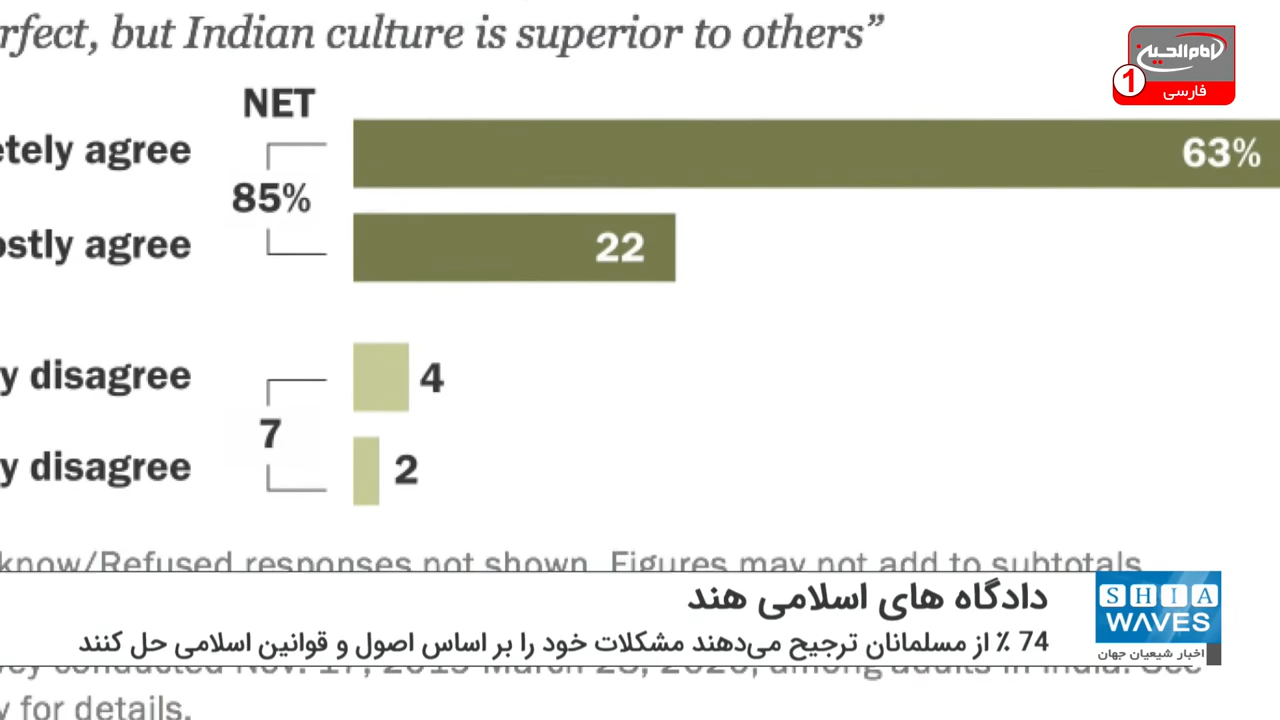 rfect, but Indian culture is superior to others”
امام‌الحسین
1
فارسی
NET
etely agree
63%
85%
ostly agree
22
y disagree
4
7
y disagree
2
know/Refused responses not shown. Figures may not add to subtotals
دادگاه های اسلامی هند
74 ٪ از مسلمانان ترجیح می‌دهند مشکلات خود را بر اساس اصول و قوانین اسلامی حل کنند
SHIA
WAVES
اخبار شیعیان جهان
y for details.